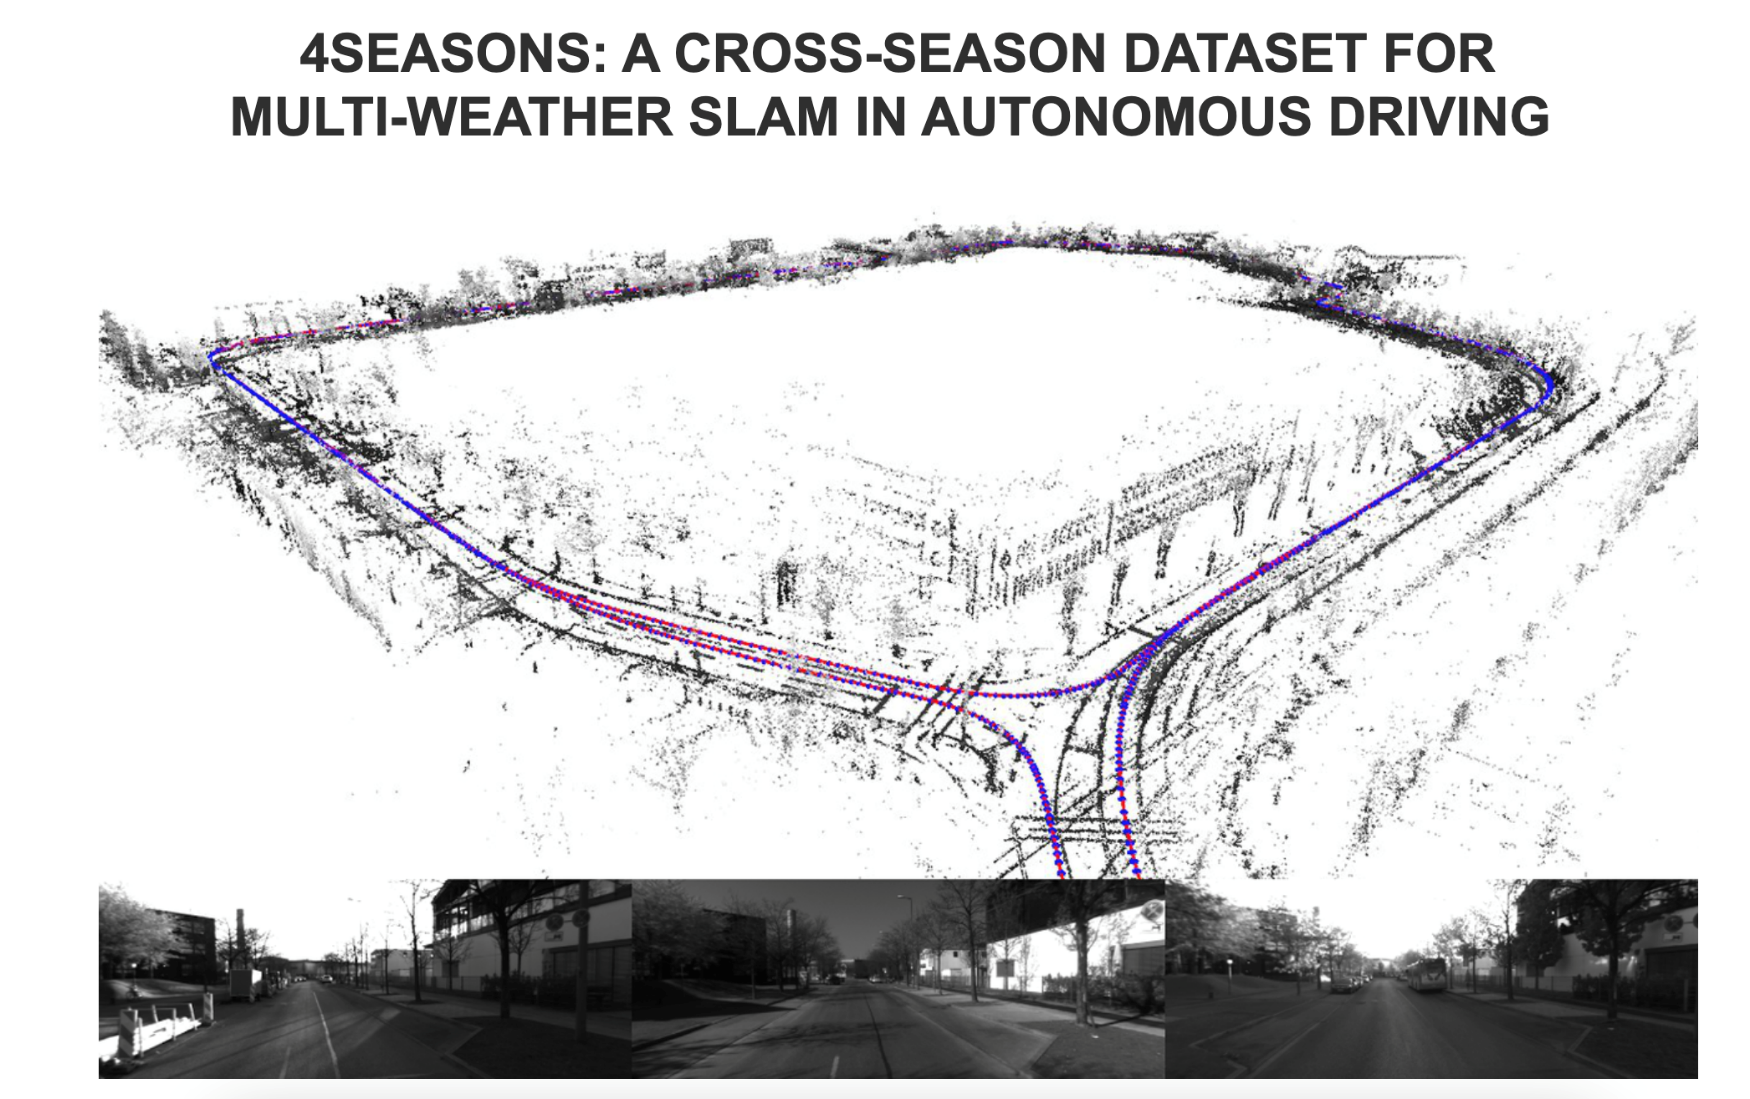 4SEASONS: A CROSS-SEASON DATASET FOR
MULTI-WEATHER SLAM IN AUTONOMOUS DRIVING